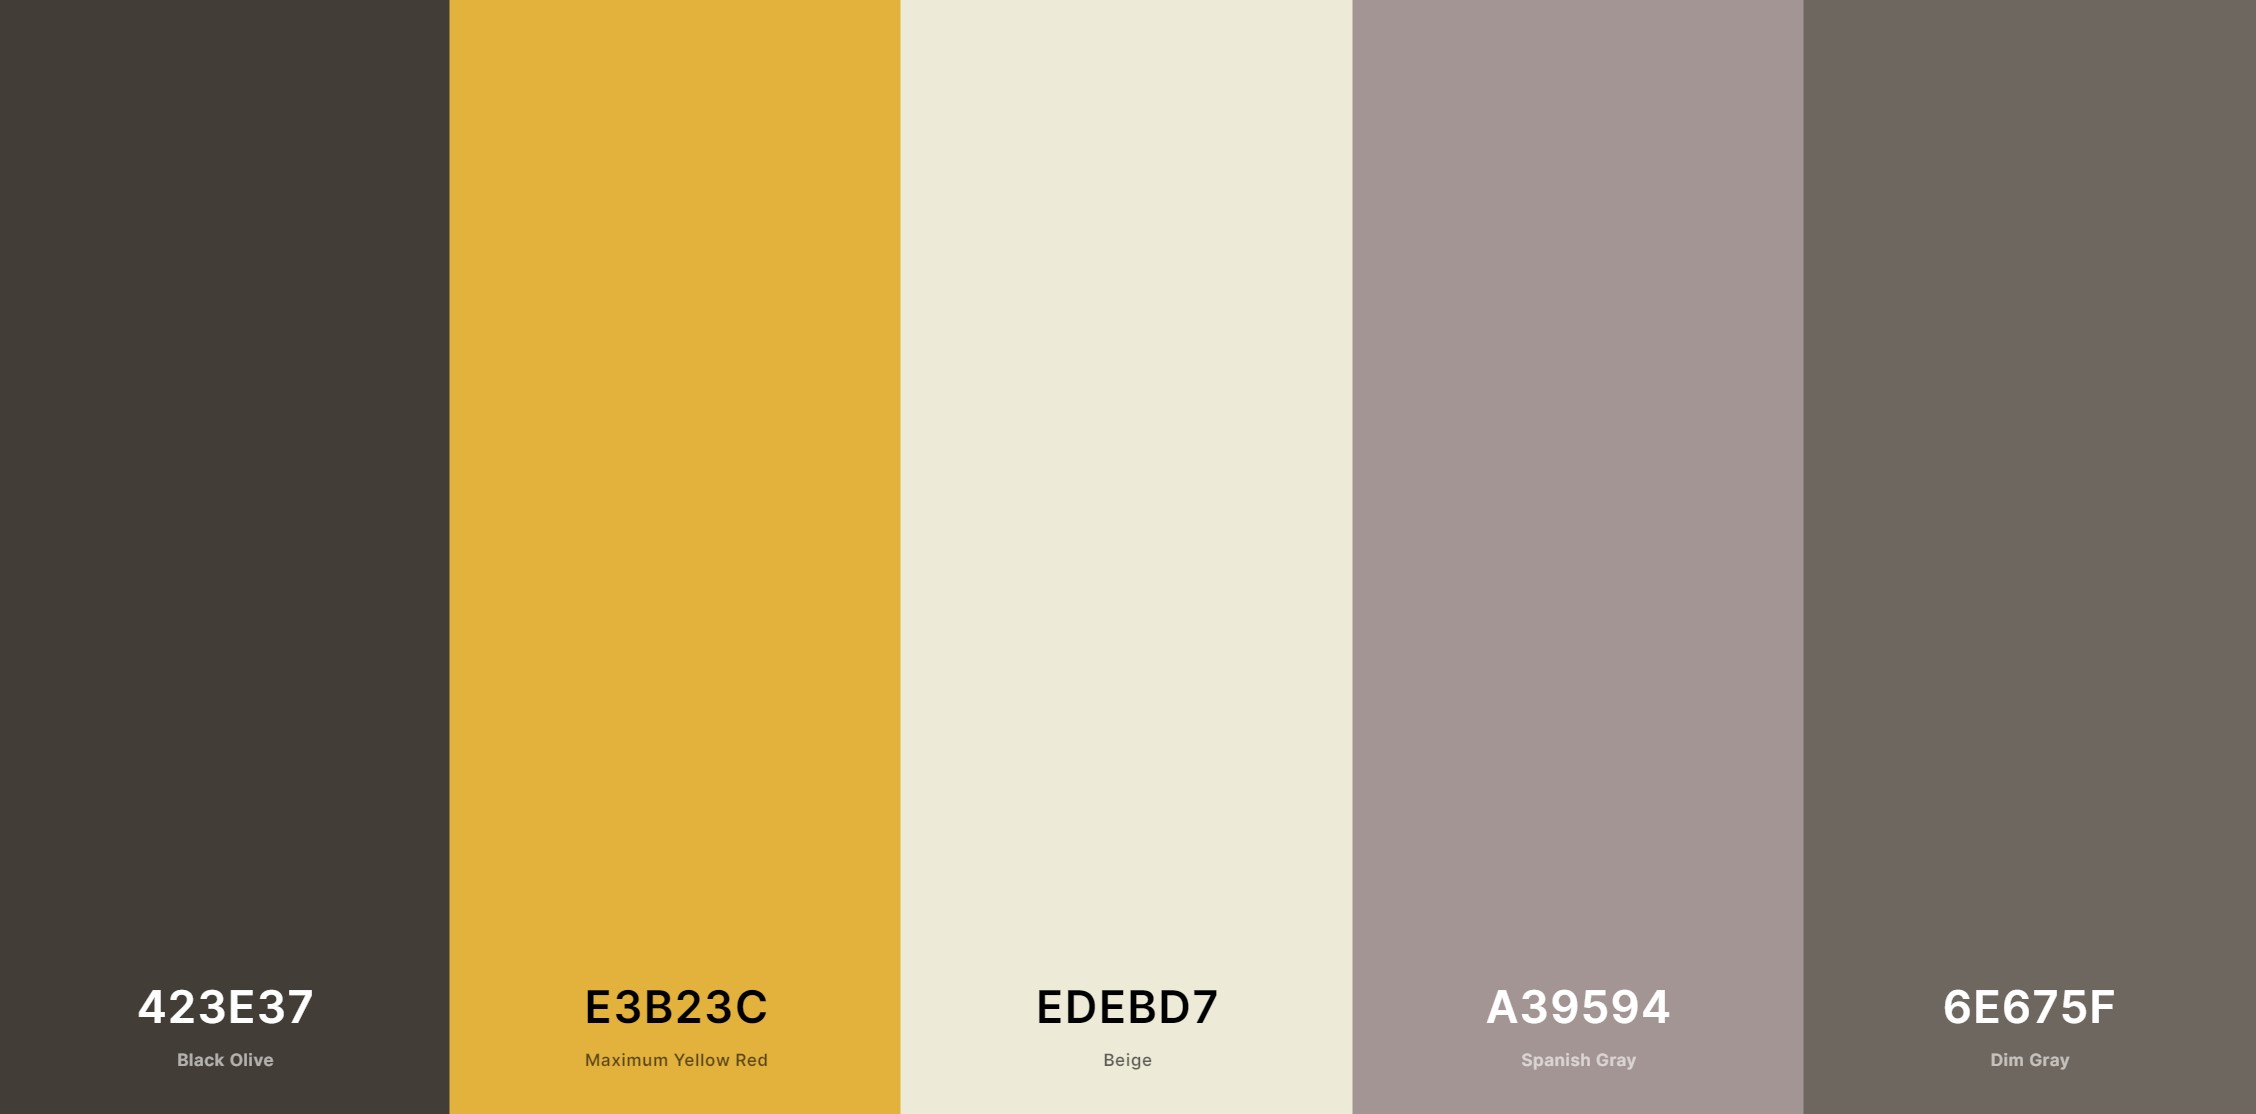 423E37
Black Olive
E3B23C
Maximum Yellow Red
EDEBD7
Beige
A39594
Spanish Gray
6E675F
Dim Gray